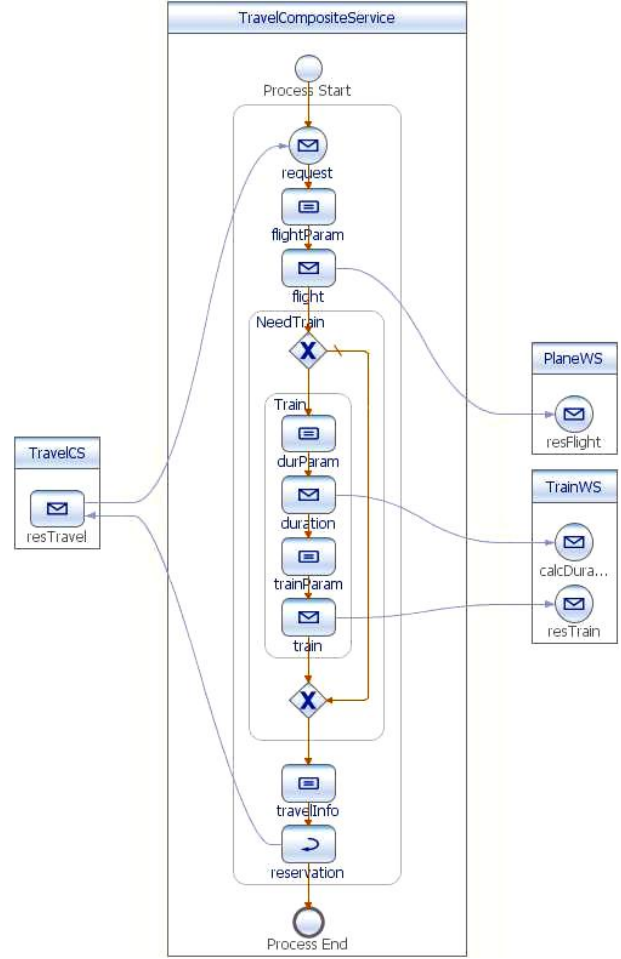 TravelCompositeService
Process Start
request
flightParam
flight
NeedTrain
X
Train
durParam
duration
trainParam
train
X
travelInfo
reservation
Process End
TravelCS
resTravel
PlaneWS
resFlight
TrainWS
calcDura...
resTrain